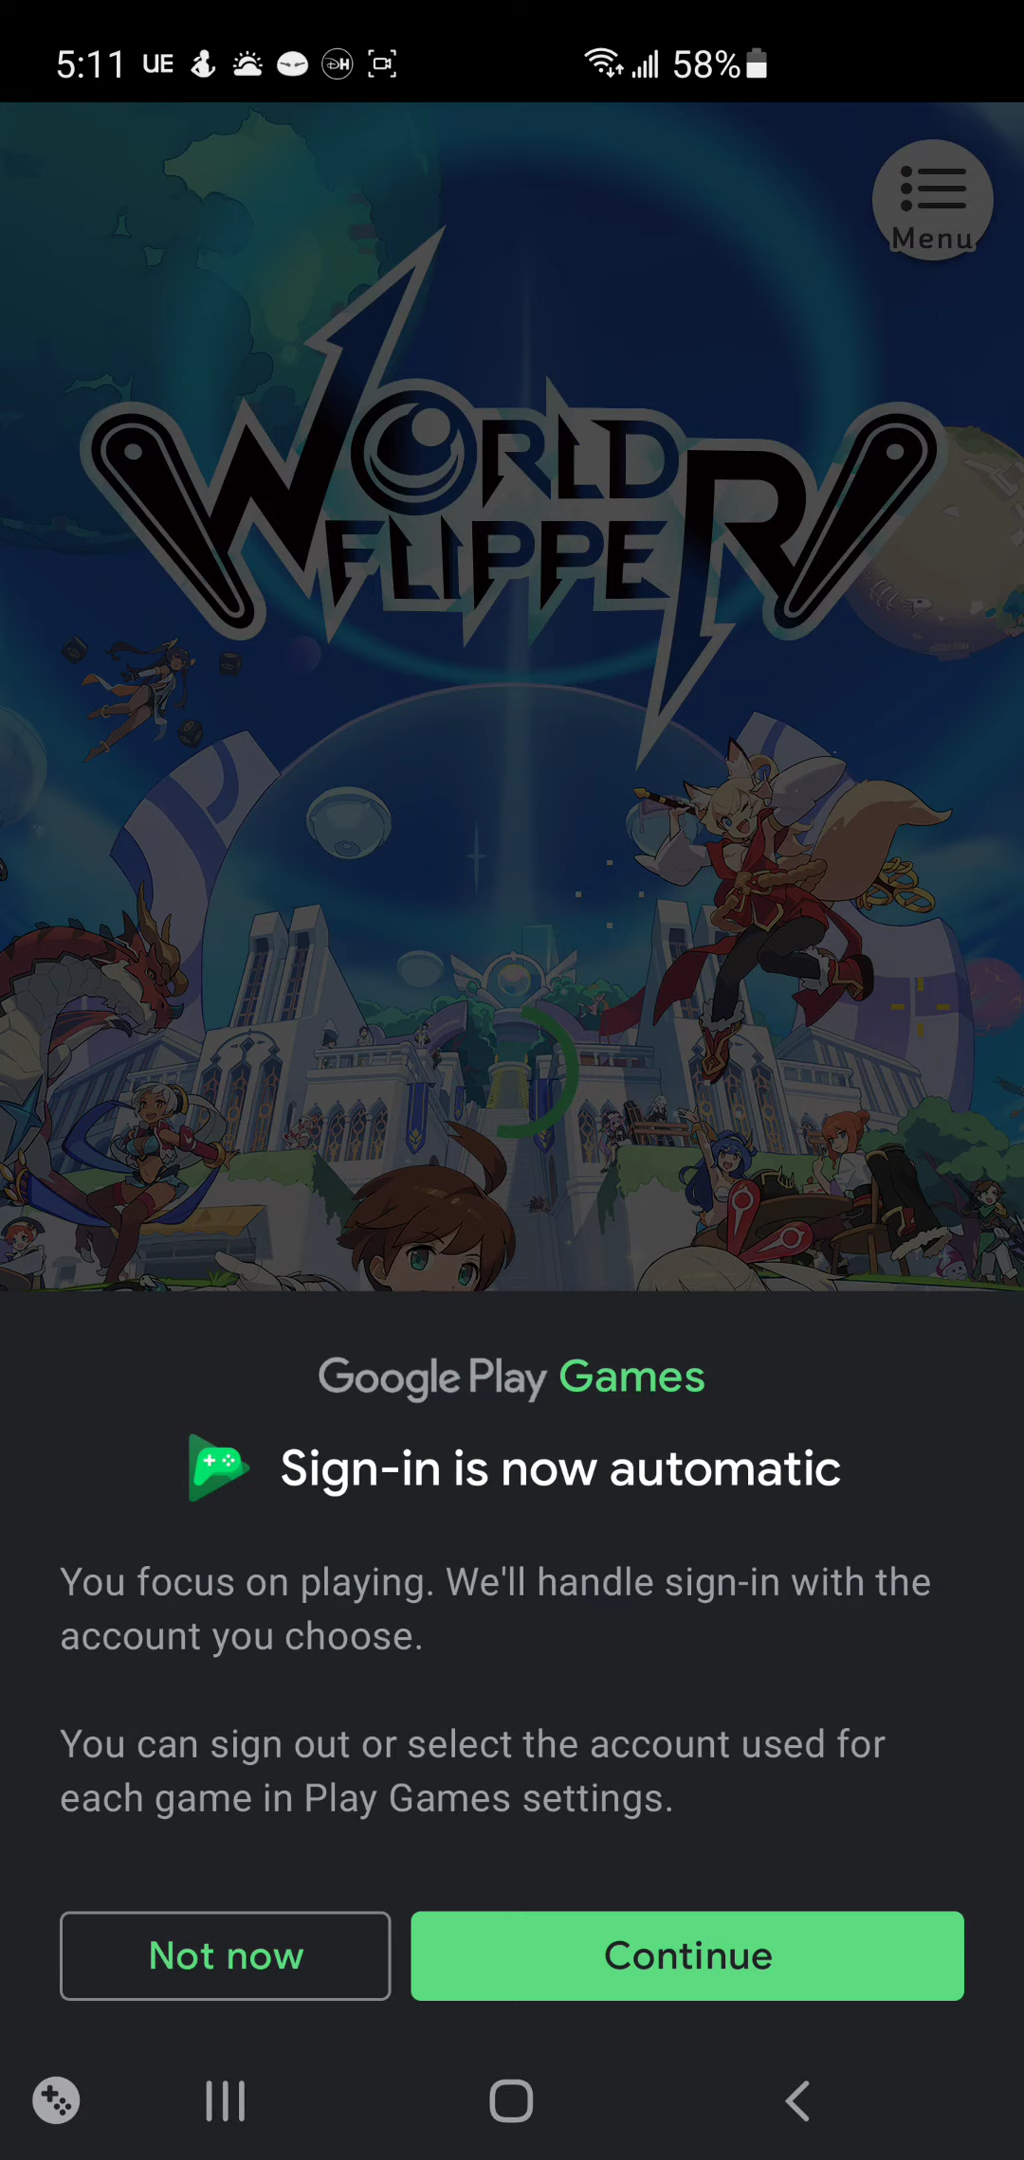 5:11 UE DH 58%
Menu
WORLD
FLIPPER
Google Play Games
Sign-in is now automatic
You focus on playing. We'll handle sign-in with the
account you choose.
You can sign out or select the account used for
each game in Play Games settings.
Not now
Continue